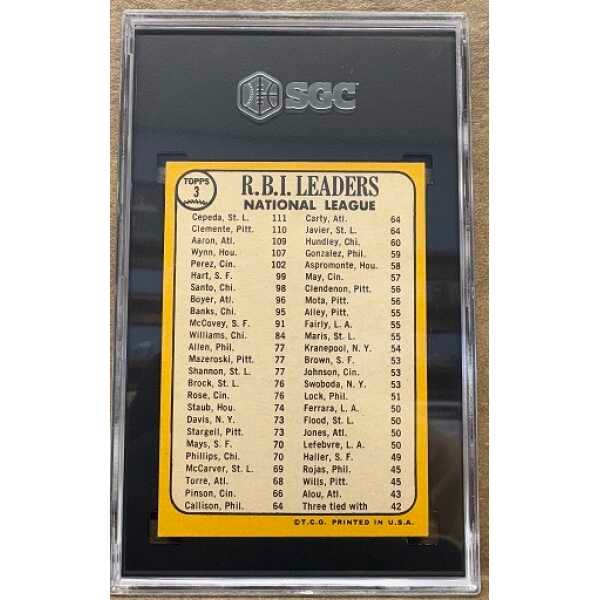 SGC
TOPPS
3
R.B.I. LEADERS
NATIONAL LEAGUE
Cepeda, St. L. 111
Clemente, Pitt. 110
Aaron, Atl. 109
Wynn, Hou. 107
Perez, Cin. 102
Hart, S. F. 99
Santo, Chi. 98
Boyer, Atl. 96
Banks, Chi. 95
McCovey, S. F. 91
Williams, Chi. 84
Allen, Phil. 77
Mazeroski, Pitt. 77
Shannon, St. L. 77
Brock, St. L. 76
Rose, Cin. 76
Staub, Hou. 74
Davis, N. Y. 73
Stargell, Pitt. 73
Mays, S. F. 70
Phillips, Chi. 70
McCarver, St. L. 69
Torre, Atl. 68
Pinson, Cin. 66
Callison, Phil. 64
Carty, Atl. 64
Javier, St. L. 64
Hundley, Chi. 60
Gonzalez, Phil. 59
Aspromonte, Hou. 58
May, Cin. 57
Clendenon, Pitt. 56
Mota, Pitt. 56
Alley, Pitt. 55
Fairly, L. A. 55
Maris, St. L. 55
Kranepool, N. Y. 54
Brown, S. F. 53
Johnson, Cin. 53
Swoboda, N. Y. 53
Lock, Phil. 51
Ferrara, L. A. 50
Flood, St. L. 50
Jones, Atl. 50
Lefebvre, L. A. 50
Haller, S. F. 49
Rojas, Phil. 45
Wills, Pitt. 45
Alou, Atl. 43
Three tied with 42
©T.C.G. PRINTED IN U.S.A.